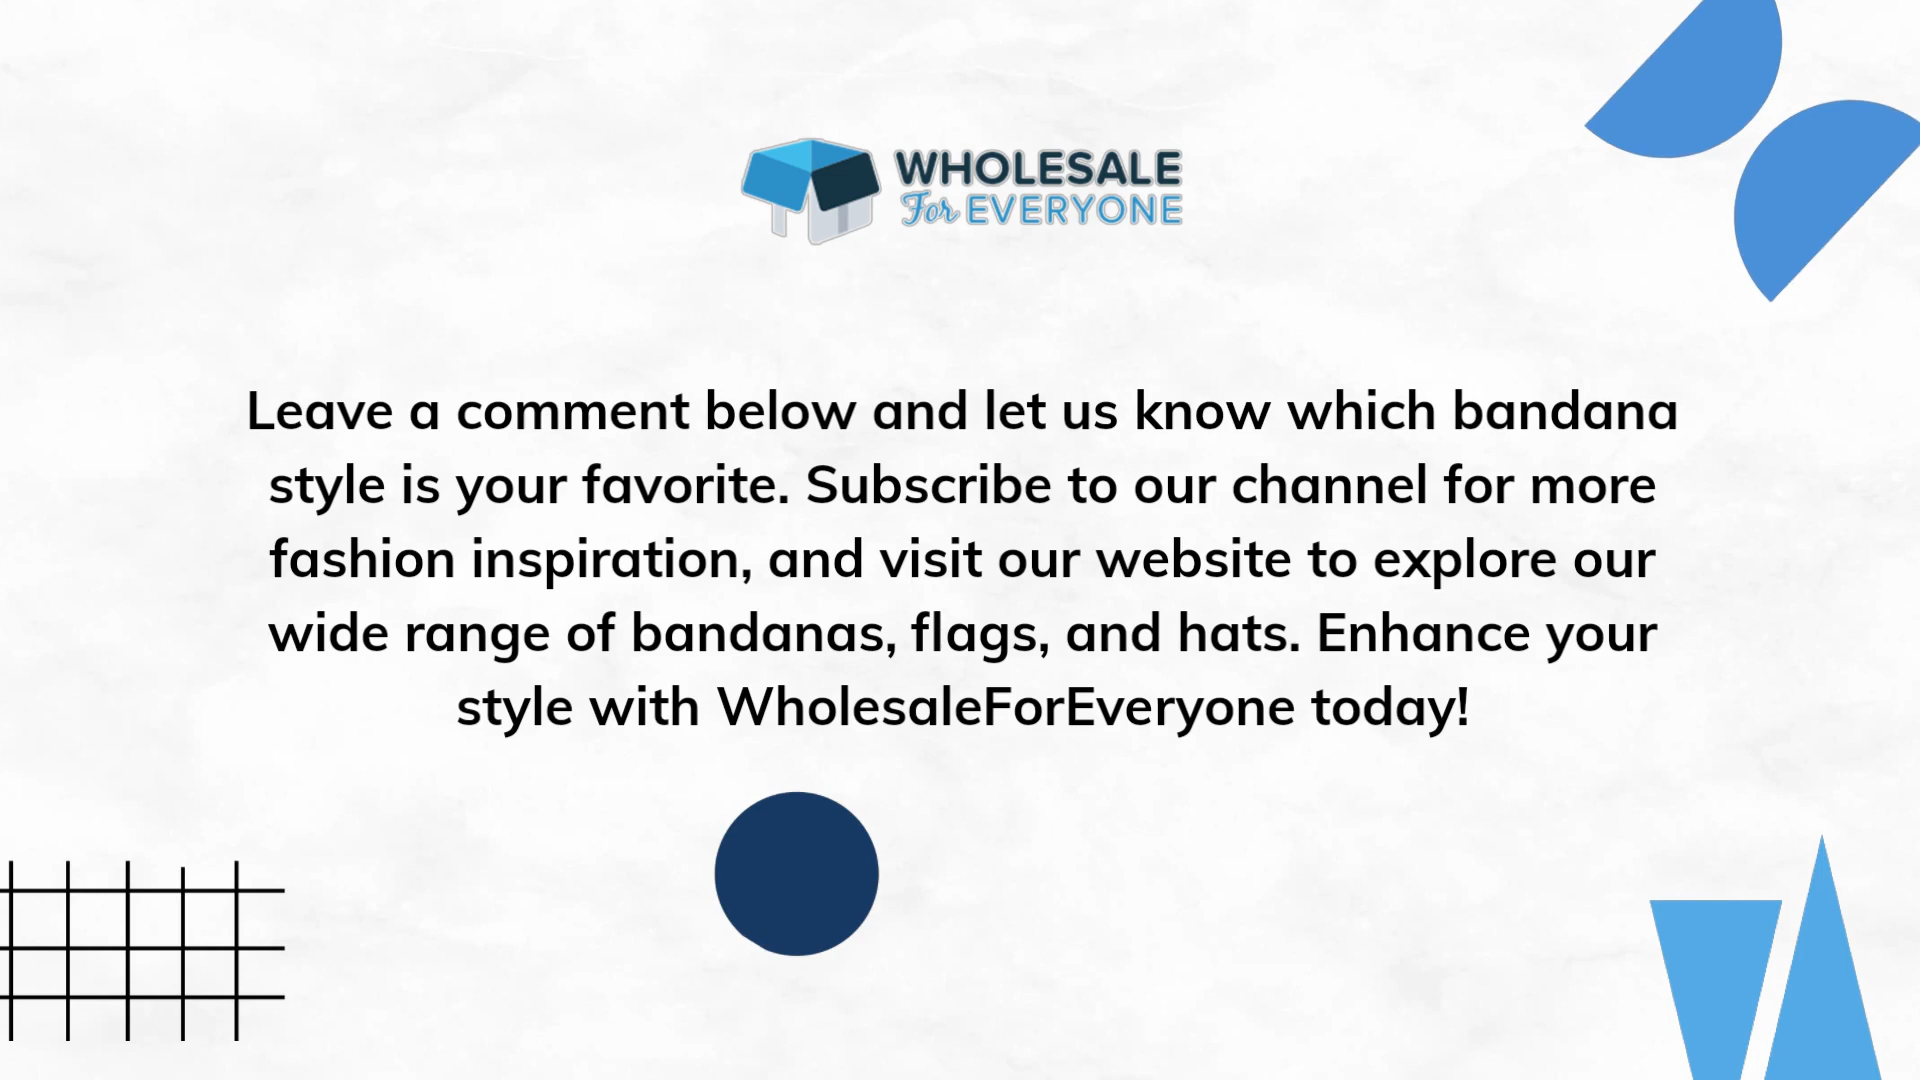 WHOLESALE
For EVERYONE
Leave a comment below and let us know which bandana
style is your favorite. Subscribe to our channel for more
fashion inspiration, and visit our website to explore our
wide range of bandanas, flags, and hats. Enhance your
style with WholesaleForEveryone today!